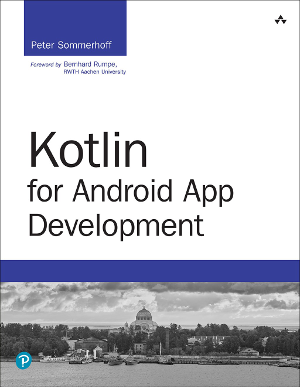 Peter Sommerhoff
Foreword by Bernhard Rumpe,
RWTH Aachen University
Kotlin
for Android App
Development
P